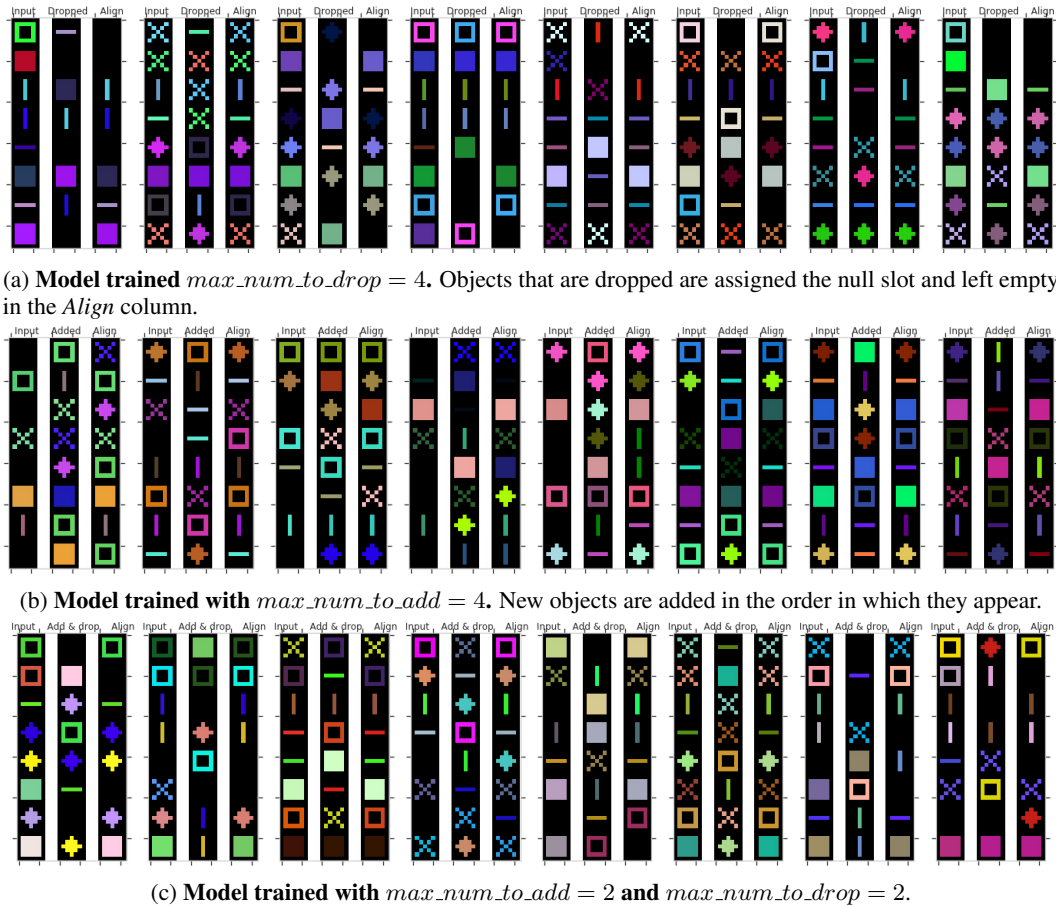 Input Dropped Align Input Dropped Align Input Dropped Align Input Dropped Align Input Dropped Align Input Dropped Align Input Dropped Align Input Dropped Align
(a) Model trained max_num_to_drop = 4. Objects that are dropped are assigned the null slot and left empty
in the Align column.
Input Added Align Input Added Align Input Added Align Input Added Align Input Added Align Input Added Align Input Added Align Input Added Align
(b) Model trained with max_num_to_add = 4. New objects are added in the order in which they appear.
Input Add & drop Align Input Add & drop Align Input Add & drop Align Input Add & drop Align Input Add & drop Align Input Add & drop Align Input Add & drop Align Input Add & drop Align
(c) Model trained with max_num_to_add = 2 and max_num_to_drop = 2.